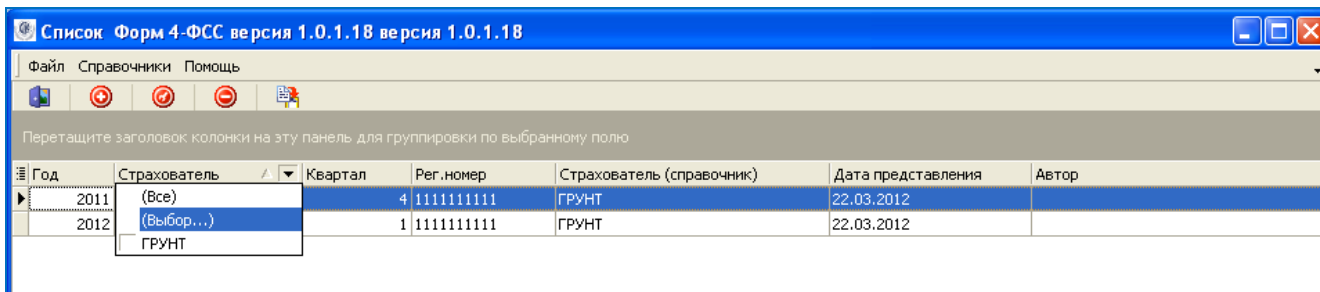 Список Форм 4-ФСС версия 1.0.1.18 версия 1.0.1.18
Файл Справочники Помощь
Перетащите заголовок колонки на эту панель для группировки по выбранному полю
Год Страхователь Квартал Рег.номер Страхователь (справочник) Дата представления Автор
2011 (Все) 4 1111111111 ГРУНТ 22.03.2012
2012 (Выбор...) 1 1111111111 ГРУНТ 22.03.2012
ГРУНТ